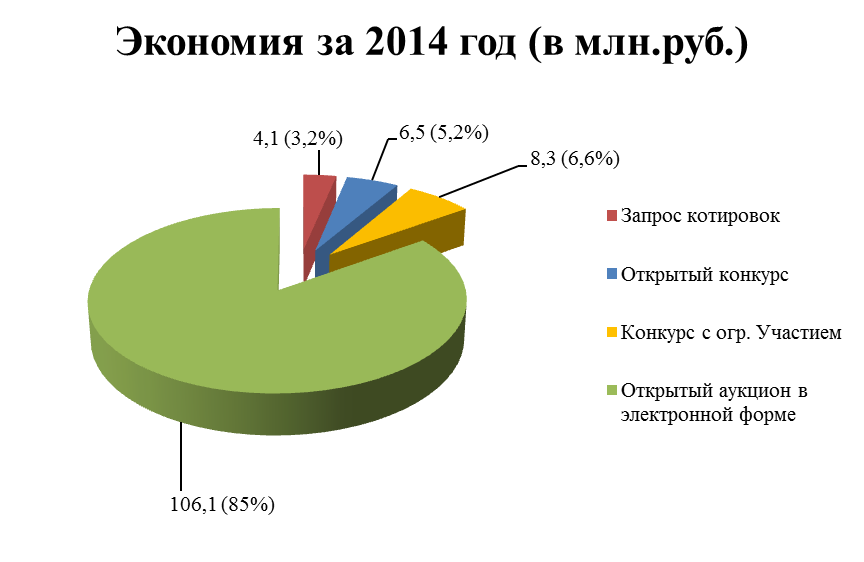 Экономия за 2014 год (в млн.руб.)
4,1 (3,2%)
6,5 (5,2%)
8,3 (6,6%)
106,1 (85%)
Запрос котировок
Открытый конкурс
Конкурс с огр. Участием
Открытый аукцион в
электронной форме